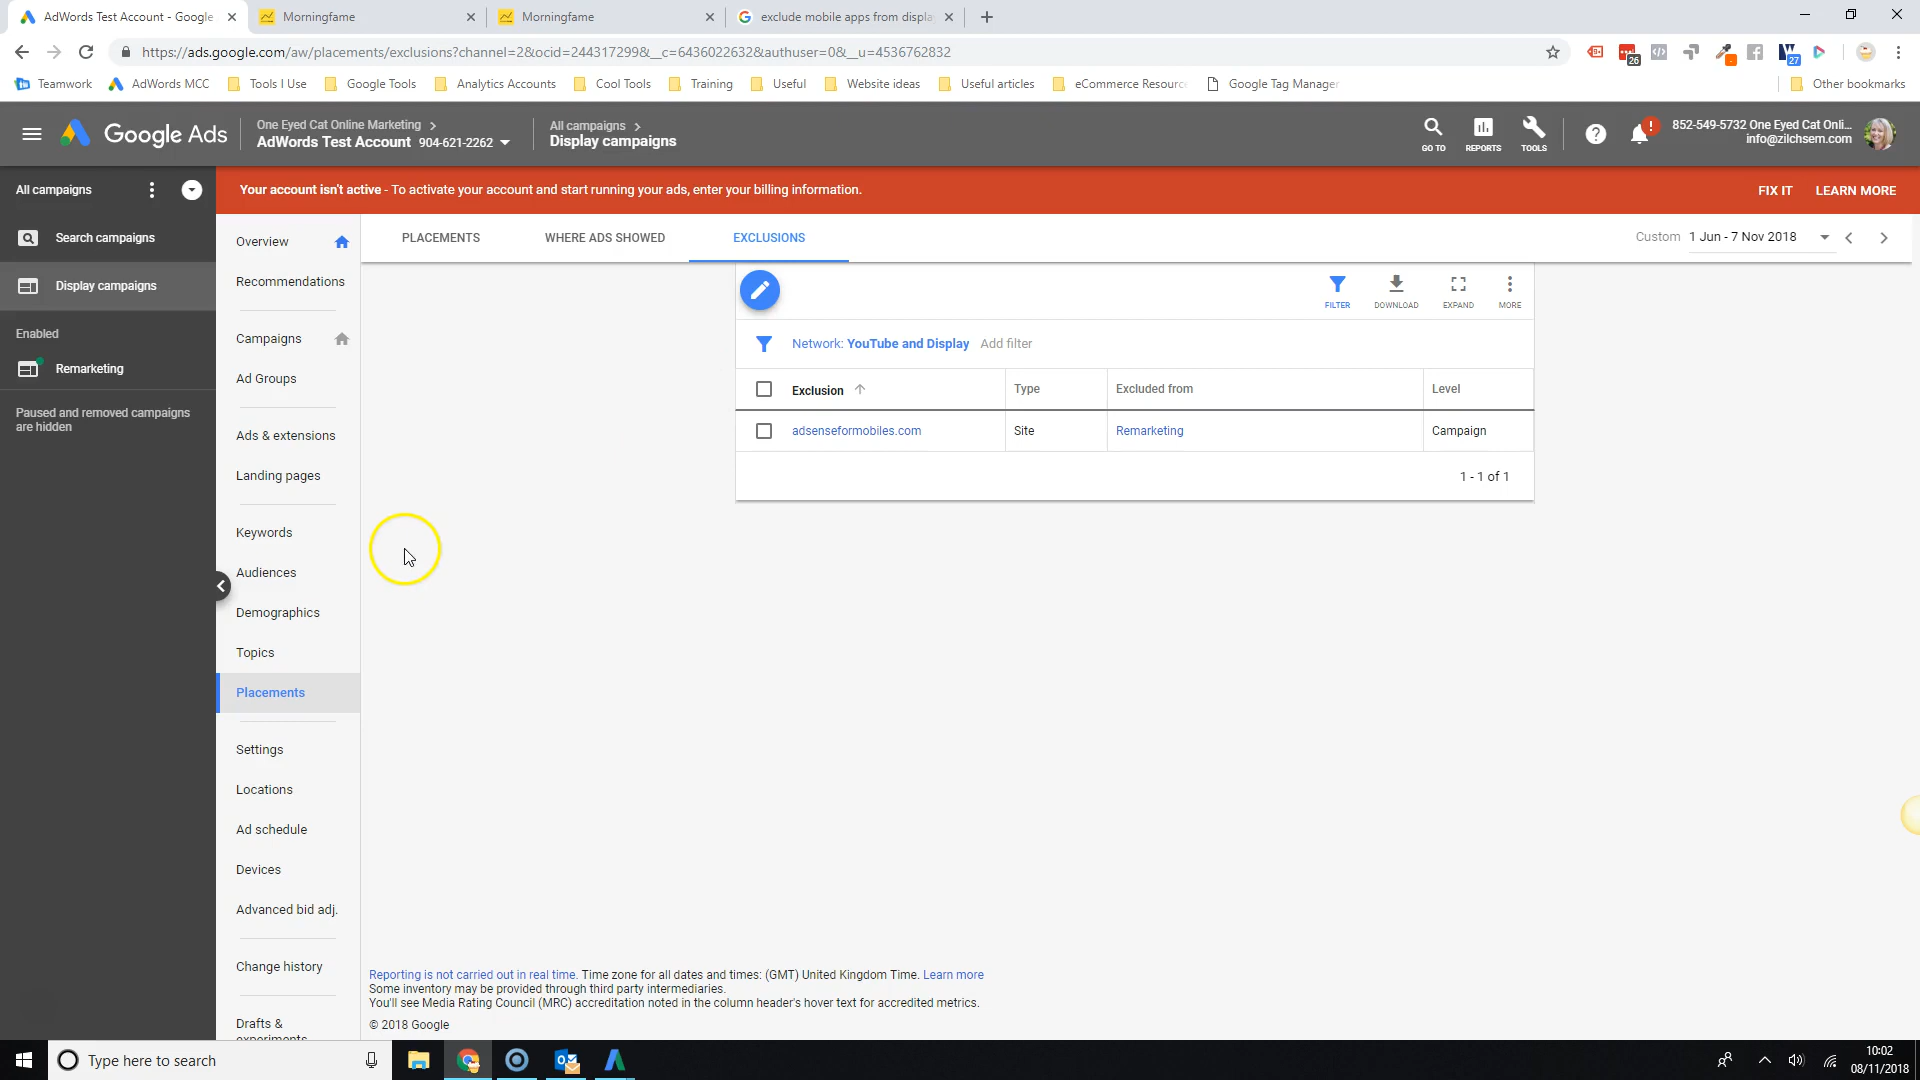 AdWords Test Account - Google
Morningfame
Morningfame
exclude mobile apps from displa
https://ads.google.com/aw/placements/exclusions?channel=2&ocid=244317299&__c=6436022632&authuser=0&__u=4536762832
26
27
Teamwork
AdWords MCC
Tools I Use
Google Tools
Analytics Accounts
Cool Tools
Training
Useful
Website ideas
Useful articles
eCommerce Resourc
Google Tag Manager
Other bookmarks
Google Ads
One Eyed Cat Online Marketing
AdWords Test Account 904-621-2262
All campaigns
Display campaigns
GO TO
REPORTS
TOOLS
852-549-5732 One Eyed Cat Onli...
info@zilchsem.com
All campaigns
Your account isn't active - To activate your account and start running your ads, enter your billing information.
FIX IT
LEARN MORE
Search campaigns
Display campaigns
Enabled
Remarketing
Paused and removed campaigns
are hidden
Overview
Recommendations
Campaigns
Ad Groups
Ads & extensions
Landing pages
Keywords
Audiences
Demographics
Topics
Placements
Settings
Locations
Ad schedule
Devices
Advanced bid adj.
Change history
Drafts &
experiments
PLACEMENTS
WHERE ADS SHOWED
EXCLUSIONS
Custom 1 Jun - 7 Nov 2018
FILTER
DOWNLOAD
EXPAND
MORE
Network: YouTube and Display Add filter
Exclusion
Type
Excluded from
Level
adsenseformobiles.com
Site
Remarketing
Campaign
1 - 1 of 1
Reporting is not carried out in real time. Time zone for all dates and times: (GMT) United Kingdom Time. Learn more
Some inventory may be provided through third party intermediaries.
You'll see Media Rating Council (MRC) accreditation noted in the column header's hover text for accredited metrics.
© 2018 Google
Type here to search
10:02
08/11/2018